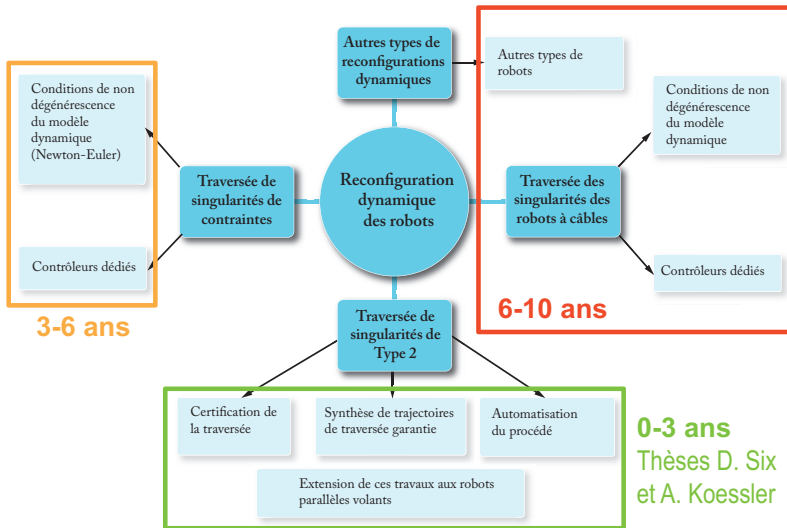 Autres types de
reconfigurations
dynamiques
Autres types de
robots
Conditions de non
dégénérescence
du modèle
dynamique
(Newton-Euler)
Conditions de non
dégénérescence
du modèle
dynamique
Traversée de
singularités de
contraintes
Reconfiguration
dynamique
des robots
Traversée des
singularités des
robots à câbles
Contrôleurs dédiés
Contrôleurs dédiés
3-6 ans
6-10 ans
Traversée de
singularités de
Type 2
Certification de
la traversée
Synthèse de trajectoires
de traversée garantie
Automatisation
du procédé
Extension de ces travaux aux robots
parallèles volants
0-3 ans
Thèses D. Six
et A. Koessler